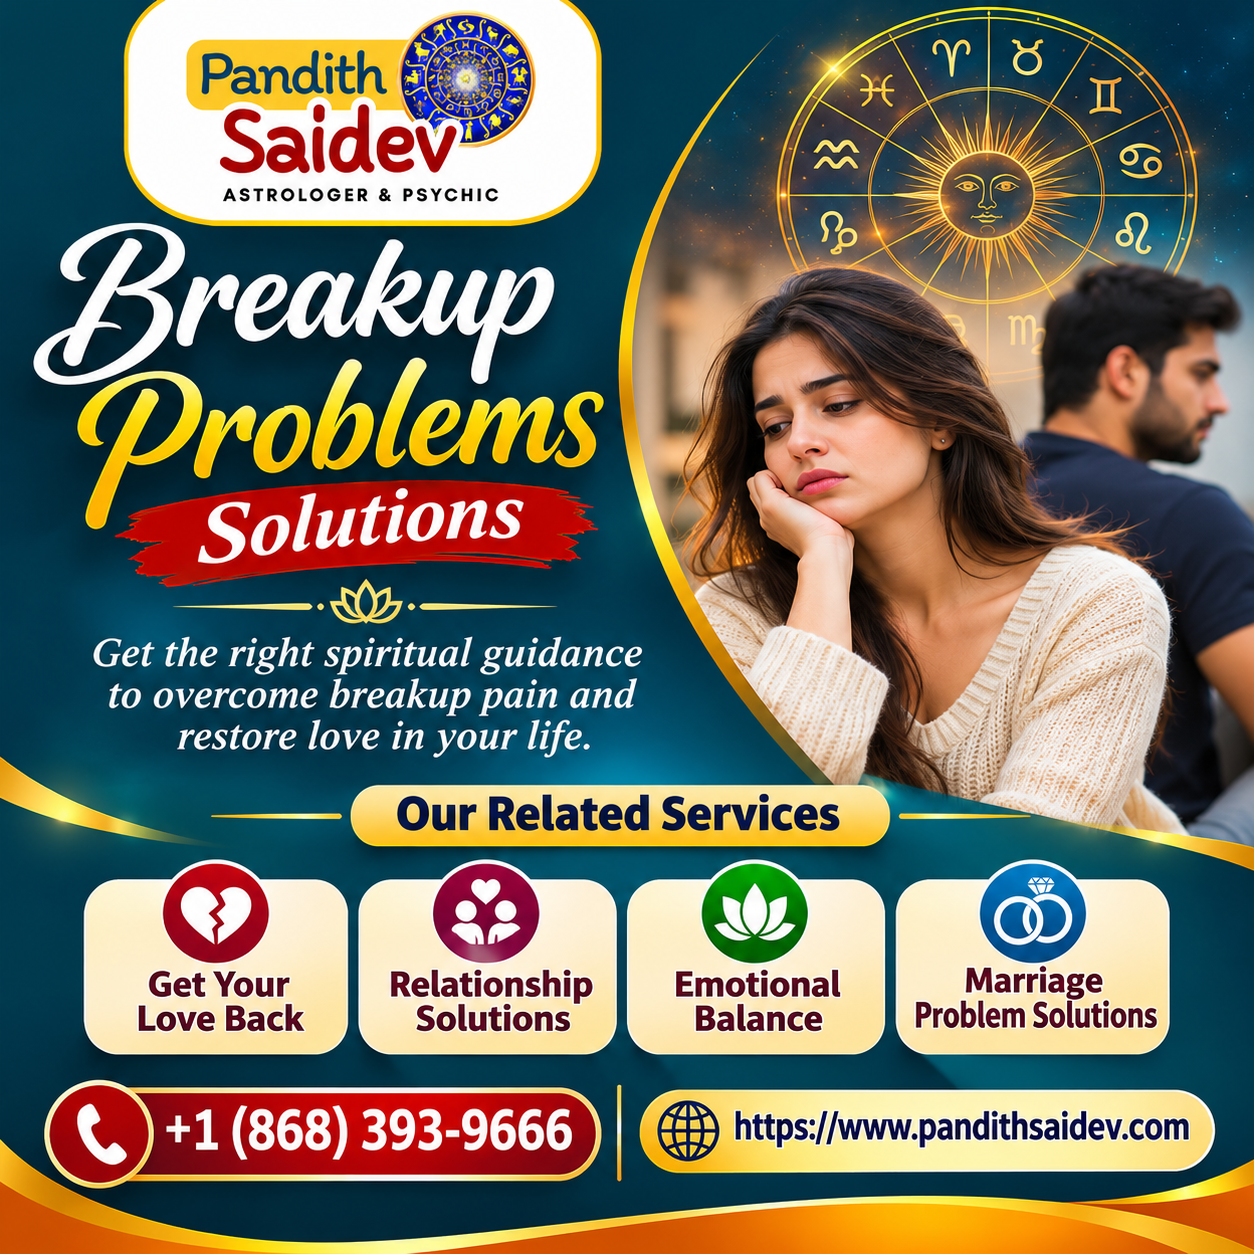 Pandith
Saidev
ASTROLOGER & PSYCHIC
Breakup
Problems
Solutions
Get the right spiritual guidance
to overcome breakup pain and
restore love in your life.
Our Related Services
Get Your
Love Back
Relationship
Solutions
Emotional
Balance
Marriage
Problem Solutions
+1 (868) 393-9666
https://www.pandithsaidev.com